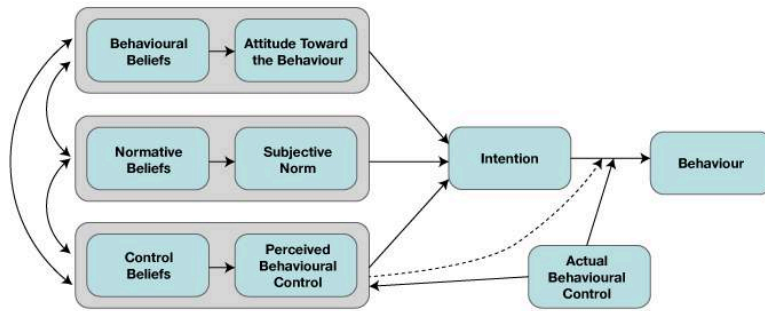 Behavioural
Beliefs
Attitude Toward
the Behaviour
Normative
Beliefs
Subjective
Norm
Intention
Behaviour
Control
Beliefs
Perceived
Behavioural
Control
Actual
Behavioural
Control